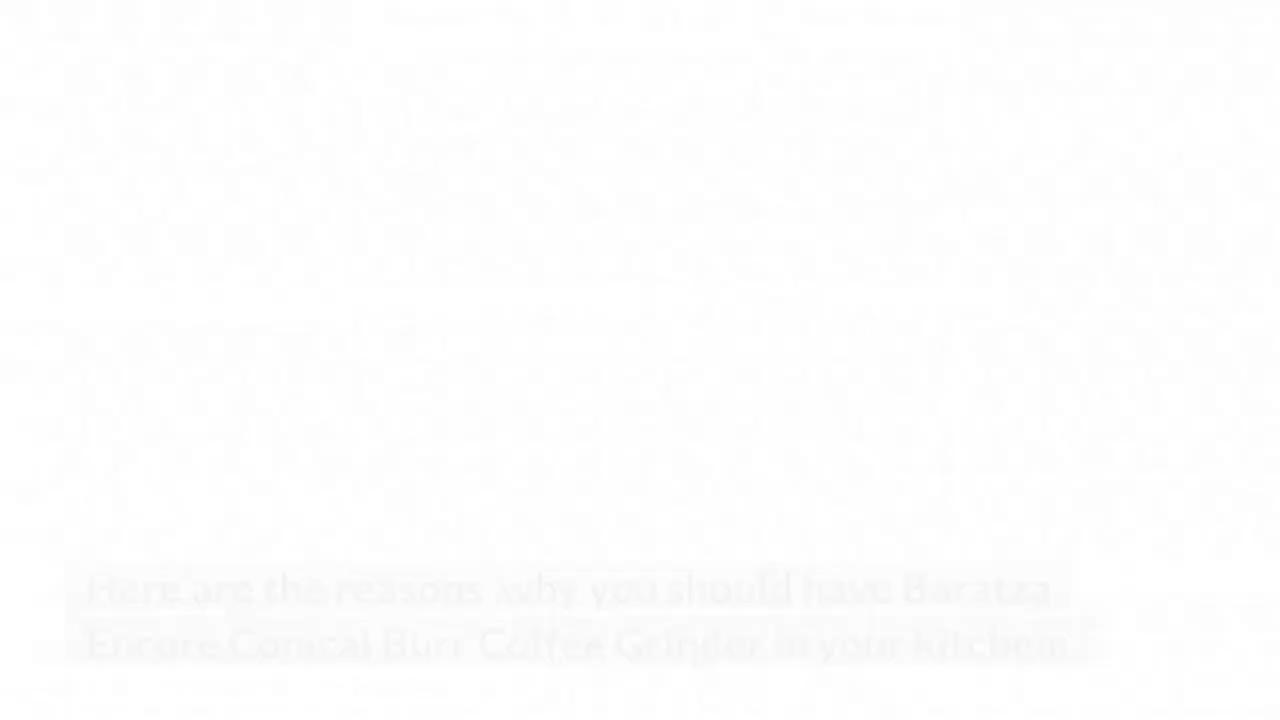 Here are the reasons why you should have Baratza
Encore Conical Burr Coffee Grinder in your kitchen.